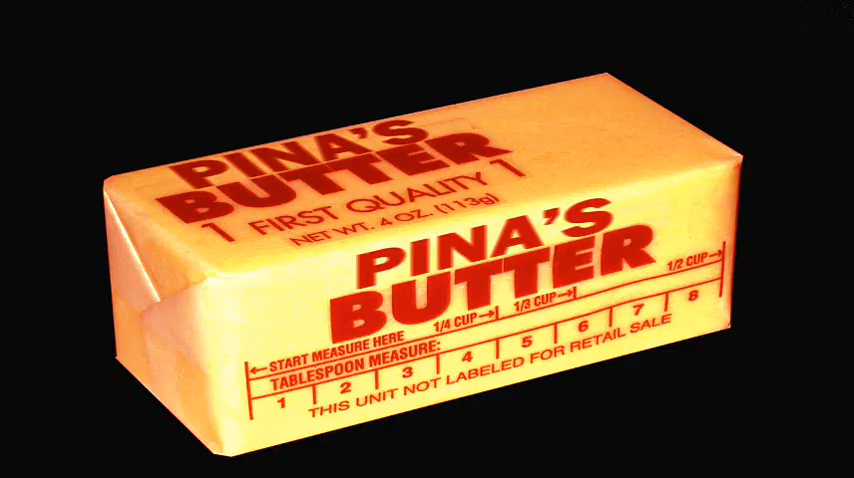 PINA'S
BUTTER
1 FIRST QUALITY 1
NET WT. 4 OZ. (113g)
PINA'S
BUTTER
1/4 CUP→ 1/3 CUP→ 1/2 CUP→
←START MEASURE HERE
TABLESPOON MEASURE:
1 2 3 4 5 6 7 8
THIS UNIT NOT LABELED FOR RETAIL SALE